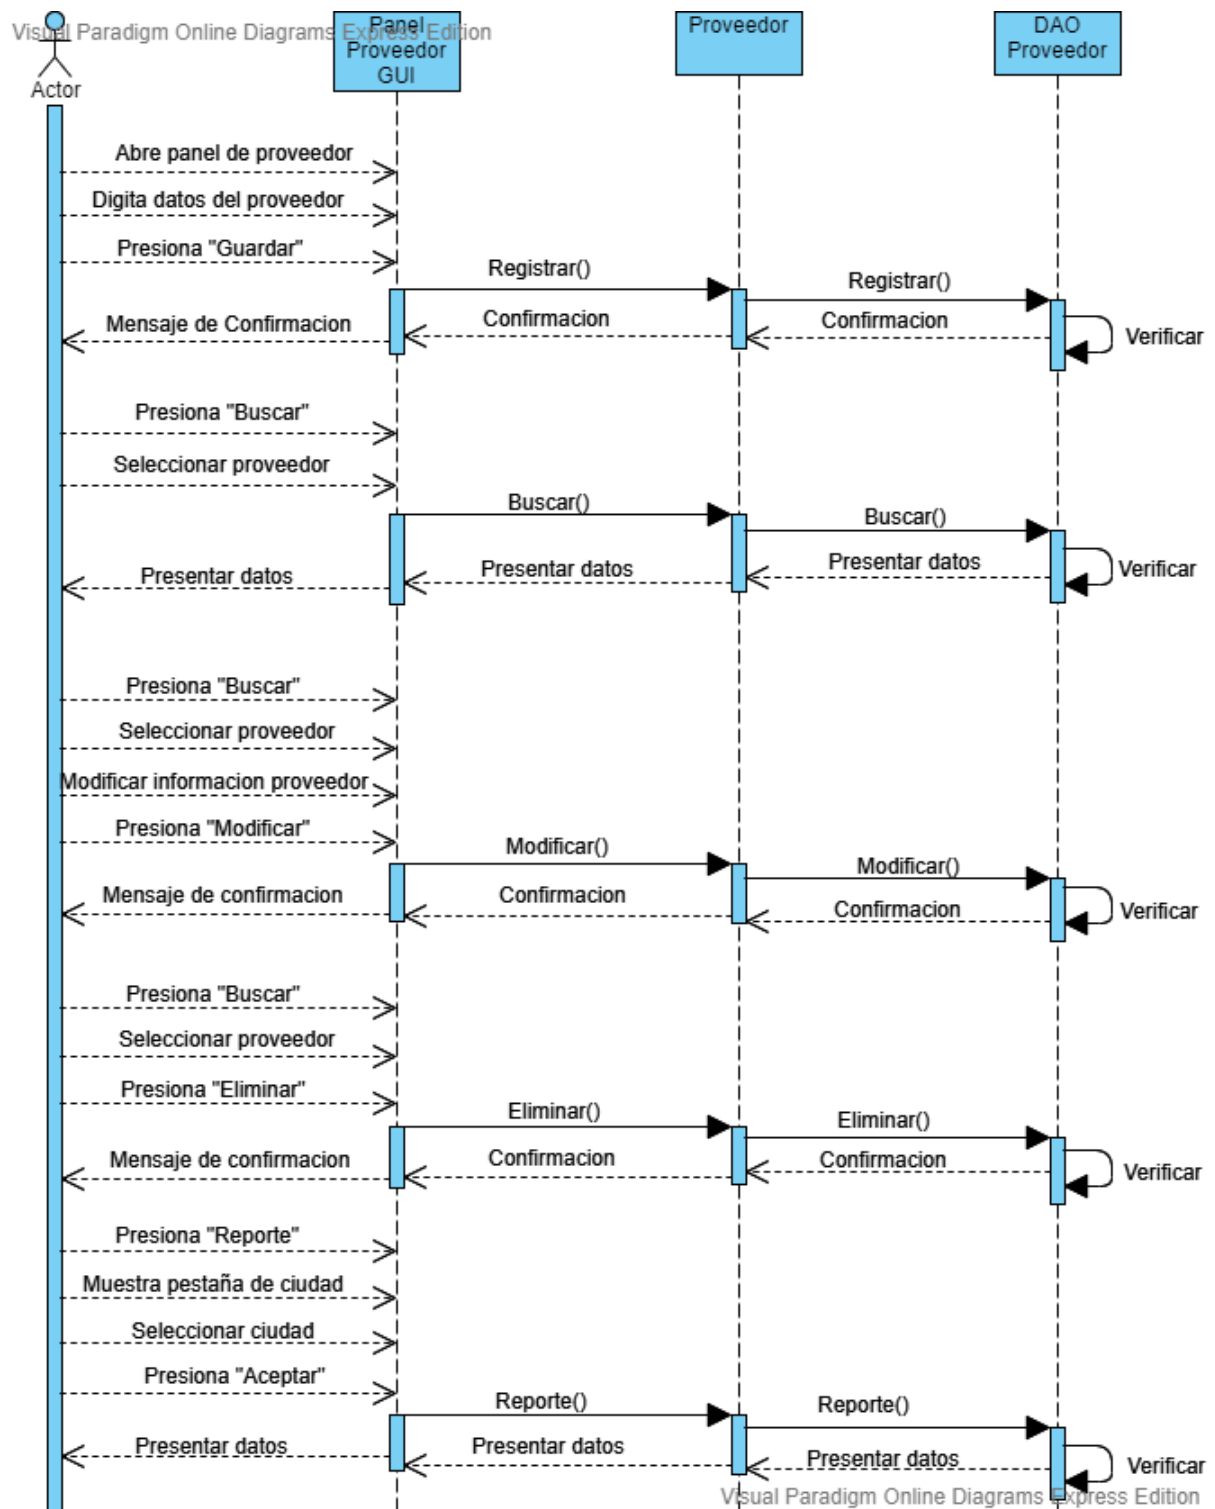 Visual Paradigm Online Diagrams Express Edition
Actor
Panel
Proveedor
GUI
Proveedor
DAO
Proveedor
Abre panel de proveedor
Digita datos del proveedor
Presiona "Guardar"
Registrar()
Registrar()
Mensaje de Confirmacion
Confirmacion
Confirmacion
Verificar
Presiona "Buscar"
Seleccionar proveedor
Buscar()
Buscar()
Presentar datos
Presentar datos
Presentar datos
Verificar
Presiona "Buscar"
Seleccionar proveedor
Modificar informacion proveedor
Presiona "Modificar"
Modificar()
Modificar()
Mensaje de confirmacion
Confirmacion
Confirmacion
Verificar
Presiona "Buscar"
Seleccionar proveedor
Presiona "Eliminar"
Eliminar()
Eliminar()
Mensaje de confirmacion
Confirmacion
Confirmacion
Verificar
Presiona "Reporte"
Muestra pestaña de ciudad
Seleccionar ciudad
Presiona "Aceptar"
Reporte()
Reporte()
Presentar datos
Presentar datos
Presentar datos
Verificar
Visual Paradigm Online Diagrams Express Edition